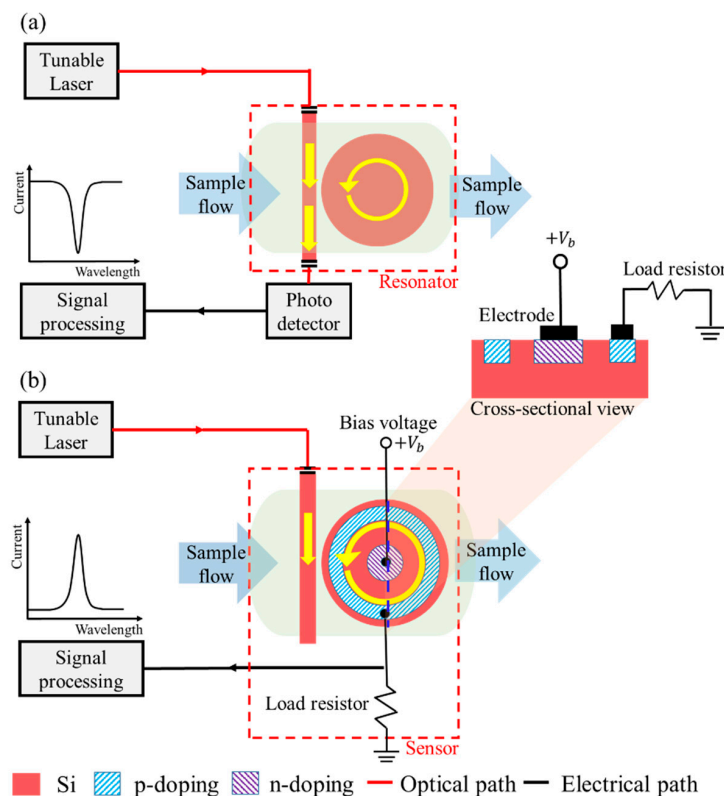 (a)
Tunable
Laser
Sample
flow
Sample
flow
Current
Wavelength
Resonator
Signal
processing
Photo
detector
+V_b
Load resistor
Electrode
Cross-sectional view
(b)
Tunable
Laser
Bias voltage
+V_b
Sample
flow
Sample
flow
Current
Wavelength
Signal
processing
Load resistor
Sensor
Si p-doping n-doping Optical path Electrical path